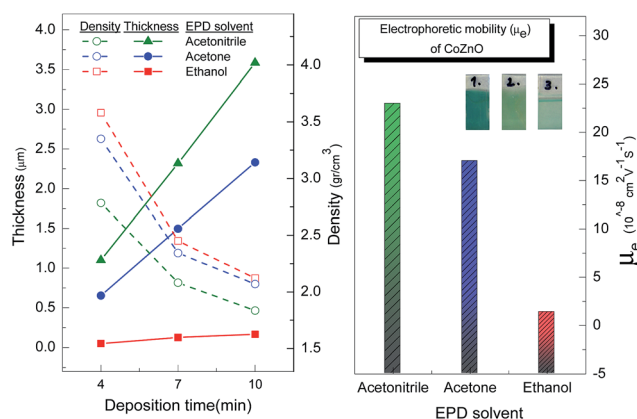 Density Thickness EPD solvent
Acetonitrile
Acetone
Ethanol
4.0
3.5
3.0
2.5
2.0
1.5
1.0
0.5
0.0
Thickness (μm)
4.0
3.5
3.0
2.5
2.0
1.5
Density (gr/cm3)
4 7 10
Deposition time(min)
Electrophoretic mobility (μe)
of CoZnO
1. 2. 3.
30
25
20
15
10
5
0
-5
μe (10^-8 cm2V-1s-1)
Acetonitrile Acetone Ethanol
EPD solvent